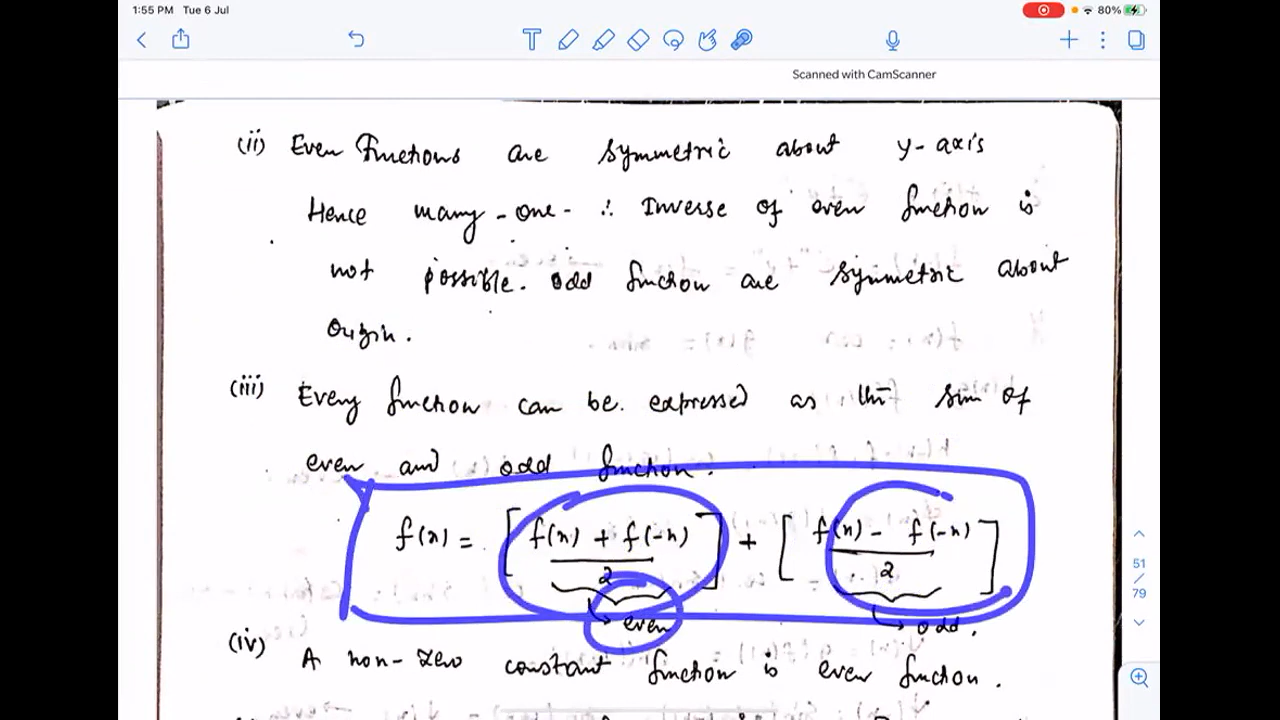 1:55 PM Tue 6 Jul
80%
Scanned with CamScanner
(ii) Even Functions are symmetric about y-axis
Hence many-one- ∴ Inverse of even function is
not possible. odd function are symmetric about
origin.
(iii) Every function can be expressed as the sum of
even and odd function.
f(x) = [f(x) + f(-x) / 2] + [f(x) - f(-x) / 2]
even odd.
(iv) A non-zero constant function is even function.
51
/
79